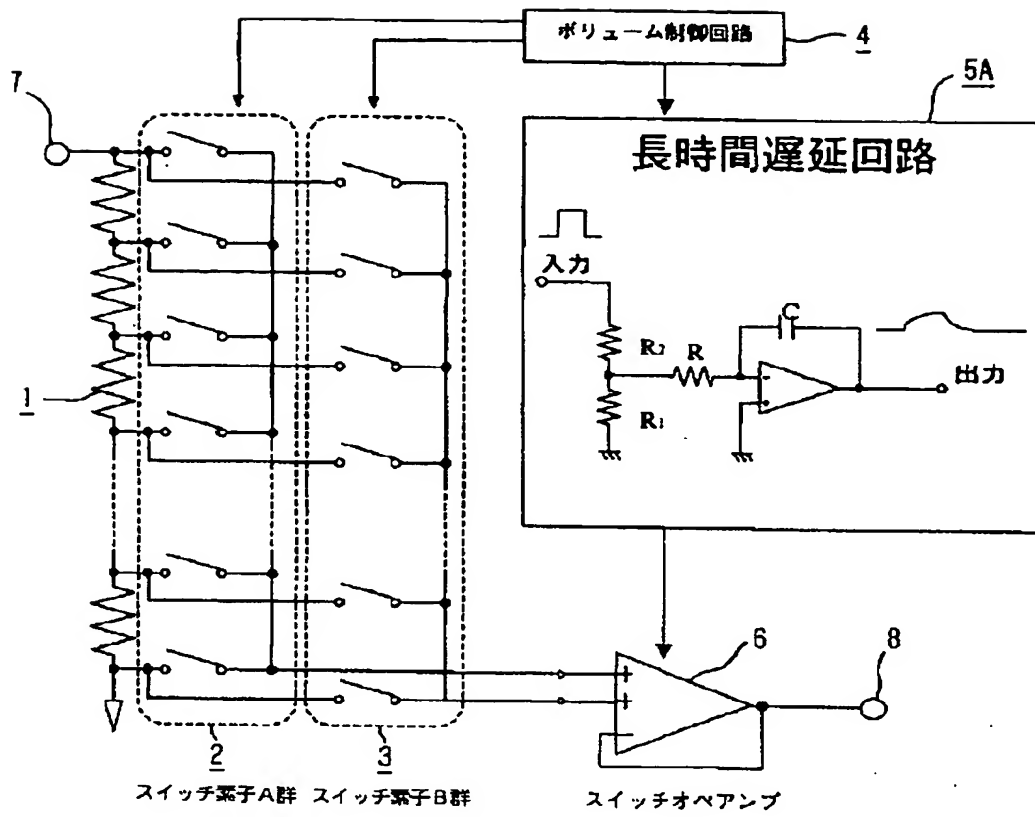 ボリューム制御回路
4
5A
7
長時間遅延回路
入力
C
R₂
R
出力
1
R₁
6
8
2
3
スイッチ素子A群
スイッチ素子B群
スイッチオペアンプ